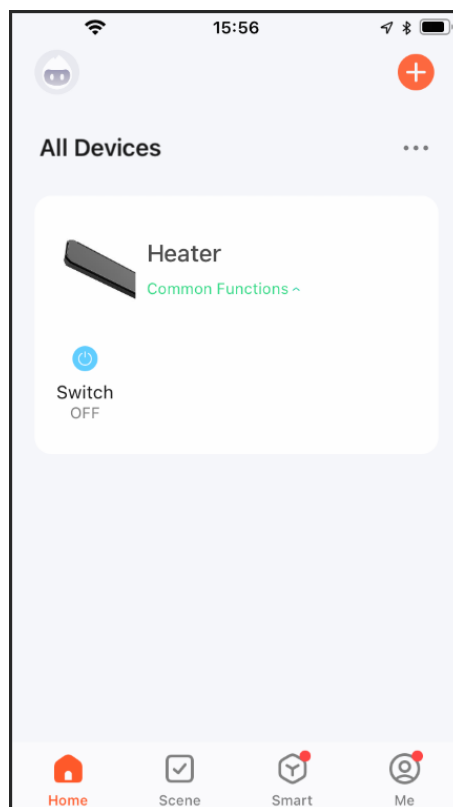 15:56
All Devices
Heater
Common Functions
Switch
OFF
Home Scene Smart Me